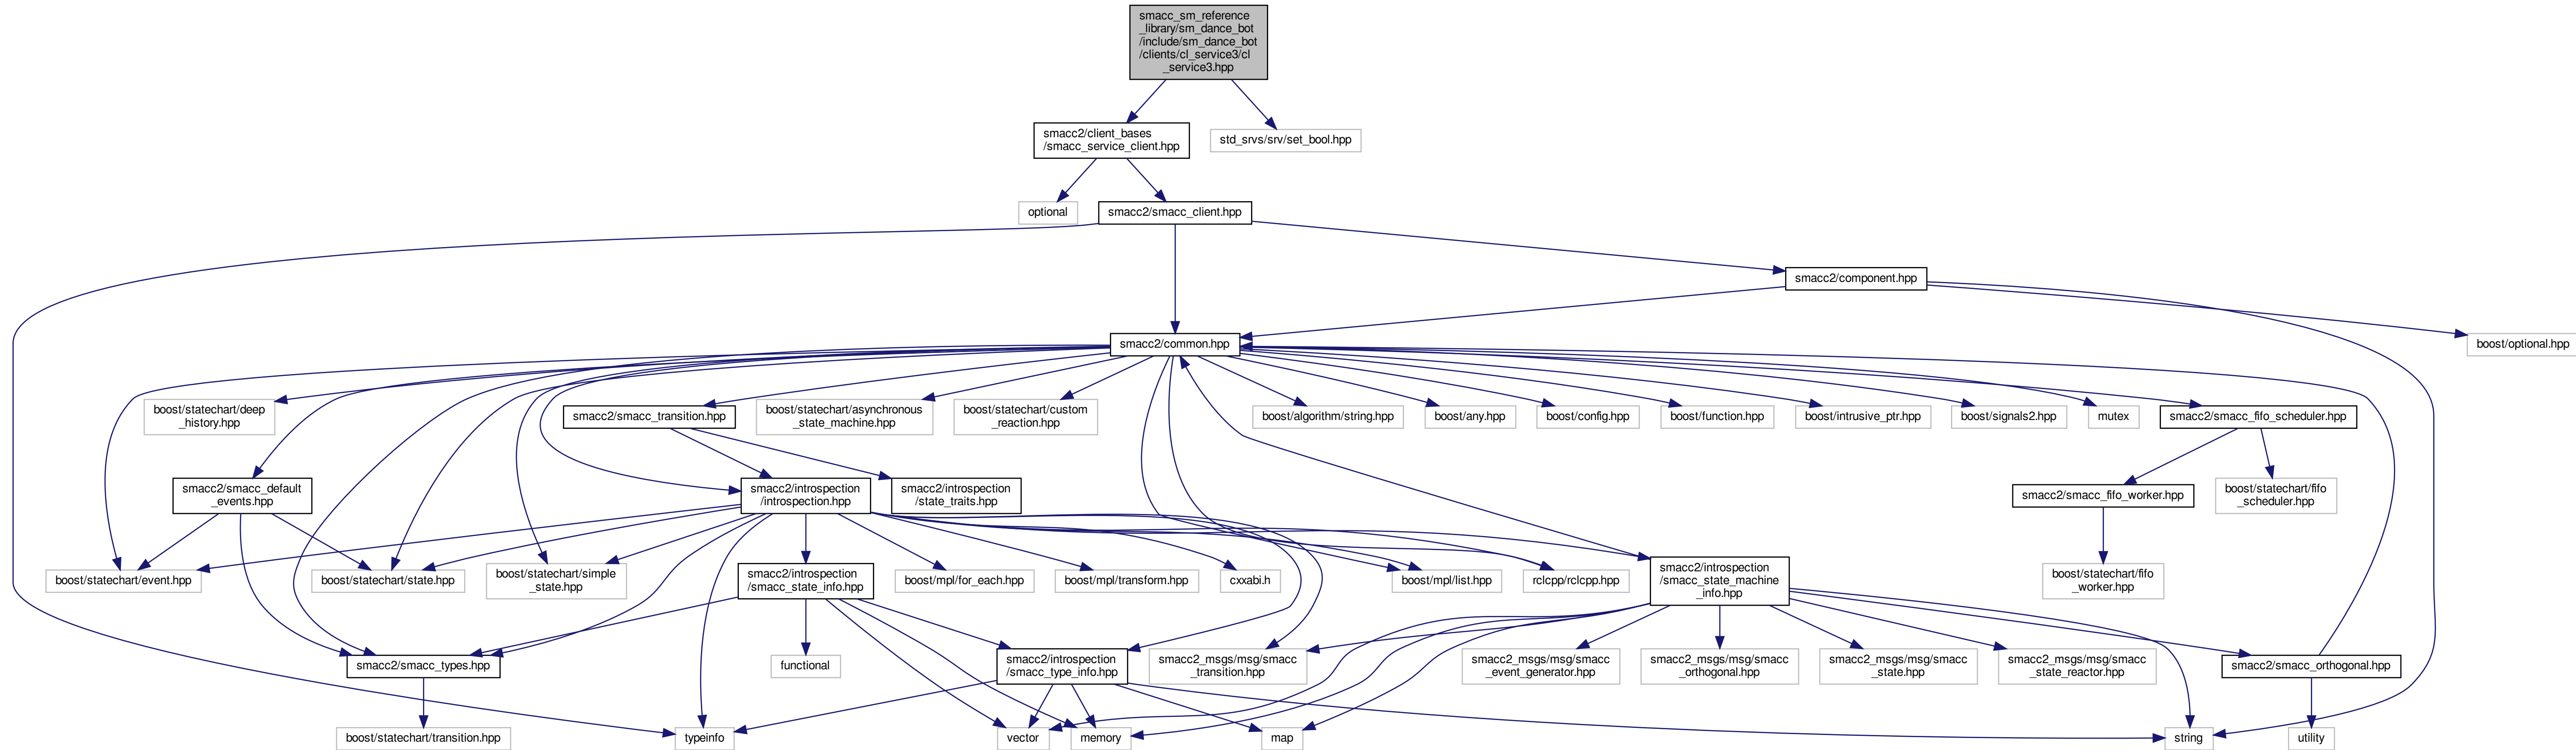 smacc_sm_reference
_library/sm_dance_bot
/include/sm_dance_bot
/clients/cl_service3/cl
_service3.hpp
smacc2/client_bases
/smacc_service_client.hpp
std_srvs/srv/set_bool.hpp
optional
smacc2/smacc_client.hpp
smacc2/component.hpp
smacc2/common.hpp
boost/optional.hpp
boost/statechart/deep
_history.hpp
smacc2/smacc_transition.hpp
boost/statechart/asynchronous
_state_machine.hpp
boost/statechart/custom
_reaction.hpp
boost/algorithm/string.hpp
boost/any.hpp
boost/config.hpp
boost/function.hpp
boost/intrusive_ptr.hpp
boost/signals2.hpp
mutex
smacc2/smacc_fifo_scheduler.hpp
smacc2/smacc_default
_events.hpp
smacc2/introspection
/introspection.hpp
smacc2/introspection
/state_traits.hpp
smacc2/smacc_fifo_worker.hpp
boost/statechart/fifo
_scheduler.hpp
boost/statechart/event.hpp
boost/statechart/state.hpp
boost/statechart/simple
_state.hpp
smacc2/introspection
/smacc_state_info.hpp
boost/mpl/for_each.hpp
boost/mpl/transform.hpp
cxxabi.h
boost/mpl/list.hpp
rclcpp/rclcpp.hpp
smacc2/introspection
/smacc_state_machine
_info.hpp
boost/statechart/fifo
_worker.hpp
smacc2/smacc_types.hpp
functional
smacc2/introspection
/smacc_type_info.hpp
smacc2_msgs/msg/smacc
_transition.hpp
smacc2_msgs/msg/smacc
_event_generator.hpp
smacc2_msgs/msg/smacc
_orthogonal.hpp
smacc2_msgs/msg/smacc
_state.hpp
smacc2_msgs/msg/smacc
_state_reactor.hpp
smacc2/smacc_orthogonal.hpp
boost/statechart/transition.hpp
typeinfo
vector
memory
map
string
utility